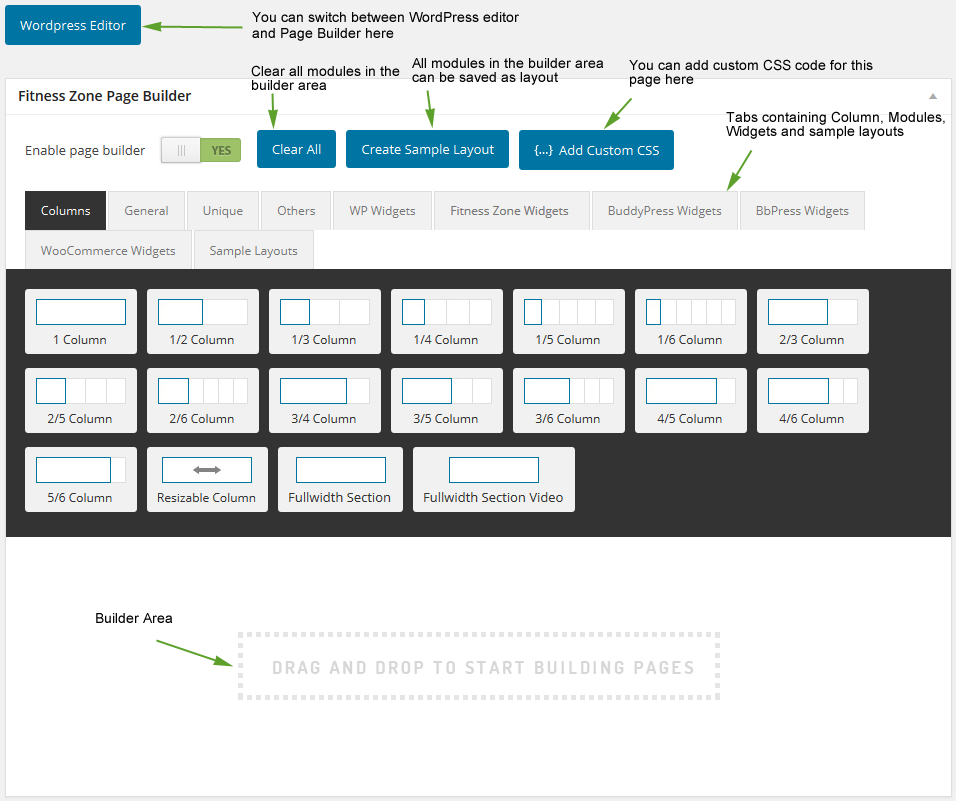 Wordpress Editor
You can switch between WordPress editor
and Page Builder here
Clear all modules in the
builder area
All modules in the builder area
can be saved as layout
You can add custom CSS code for this
page here
Fitness Zone Page Builder
Tabs containing Column, Modules,
Widgets and sample layouts
Enable page builder
YES
Clear All
Create Sample Layout
{...} Add Custom CSS
Columns
General
Unique
Others
WP Widgets
Fitness Zone Widgets
BuddyPress Widgets
BbPress Widgets
WooCommerce Widgets
Sample Layouts
1 Column
1/2 Column
1/3 Column
1/4 Column
1/5 Column
1/6 Column
2/3 Column
2/5 Column
2/6 Column
3/4 Column
3/5 Column
3/6 Column
4/5 Column
4/6 Column
5/6 Column
Resizable Column
Fullwidth Section
Fullwidth Section Video
Builder Area
DRAG AND DROP TO START BUILDING PAGES